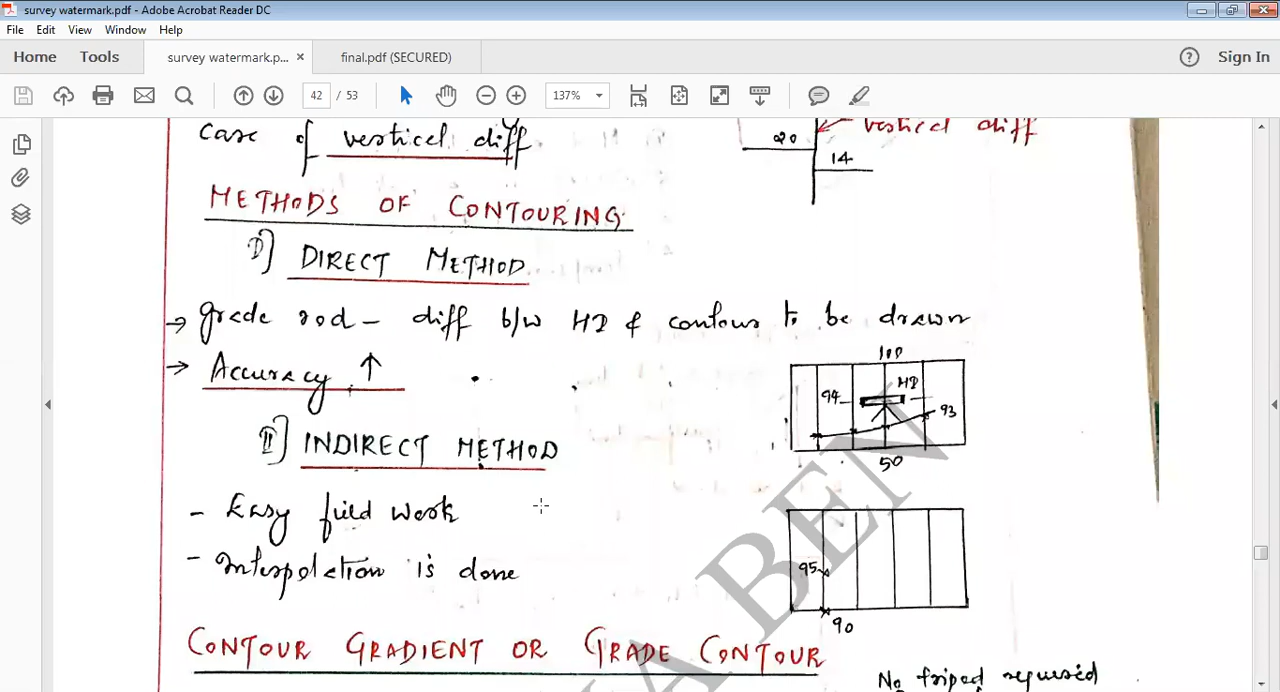 survey watermark.pdf - Adobe Acrobat Reader DC
File Edit View Window Help
Home Tools survey watermark.p... × final.pdf (SECURED) Sign In
42 / 53 137%
case of vertical diff
vertical diff
20
14
METHODS OF CONTOURING
I] DIRECT METHOD
→ Grade rod - diff b/w HI & contour to be drawn
→ Accuracy ↑
100
94 HI 93
50
II] INDIRECT METHOD
- Easy field work
- Interpolation is done
95
90
CONTOUR GRADIENT OR GRADE CONTOUR
No tripod required
A BEN